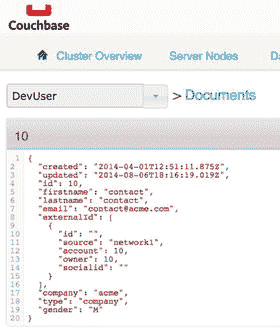 Couchbase
Cluster Overview Server Nodes Da
DevUser > Documents
10
1 {
2 "created": "2014-04-01T12:51:11.875Z",
3 "updated": "2014-08-06T18:16:19.019Z",
4 "id": 10,
5 "firstname": "contact",
6 "lastname": "contact",
7 "email": "contact@acme.com",
8 "externalId": [
9 {
10 "id": "",
11 "source": "network1",
12 "account": 10,
13 "owner": 10,
14 "socialid": ""
15 }
16 ],
17 "company": "acme",
18 "type": "company",
19 "gender": "M"
20 }